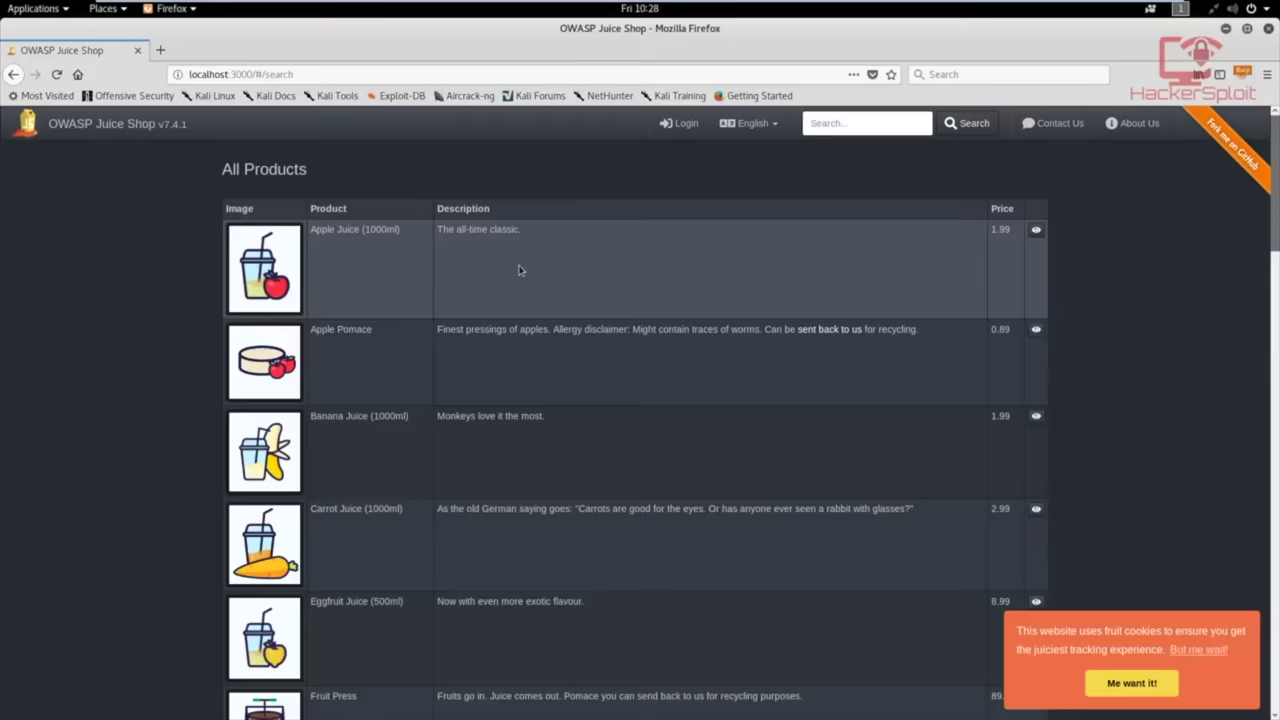 Applications Places Firefox Fri 10:28 1
OWASP Juice Shop - Mozilla Firefox
OWASP Juice Shop
localhost:3000/#/search Search Burp
HackerSploit
Most Visited Offensive Security Kali Linux Kali Docs Kali Tools Exploit-DB Aircrack-ng Kali Forums NetHunter Kali Training Getting Started
OWASP Juice Shop v7.4.1 Login English Search... Search Contact Us About Us
Fork me on GitHub
All Products
Image Product Description Price
Apple Juice (1000ml) The all-time classic. 1.99
Apple Pomace Finest pressings of apples. Allergy disclaimer: Might contain traces of worms. Can be sent back to us for recycling. 0.89
Banana Juice (1000ml) Monkeys love it the most. 1.99
Carrot Juice (1000ml) As the old German saying goes: "Carrots are good for the eyes. Or has anyone ever seen a rabbit with glasses?" 2.99
Eggfruit Juice (500ml) Now with even more exotic flavour. 8.99
Fruit Press Fruits go in. Juice comes out. Pomace you can send back to us for recycling purposes.
This website uses fruit cookies to ensure you get
the juiciest tracking experience. But me wait!
Me want it!